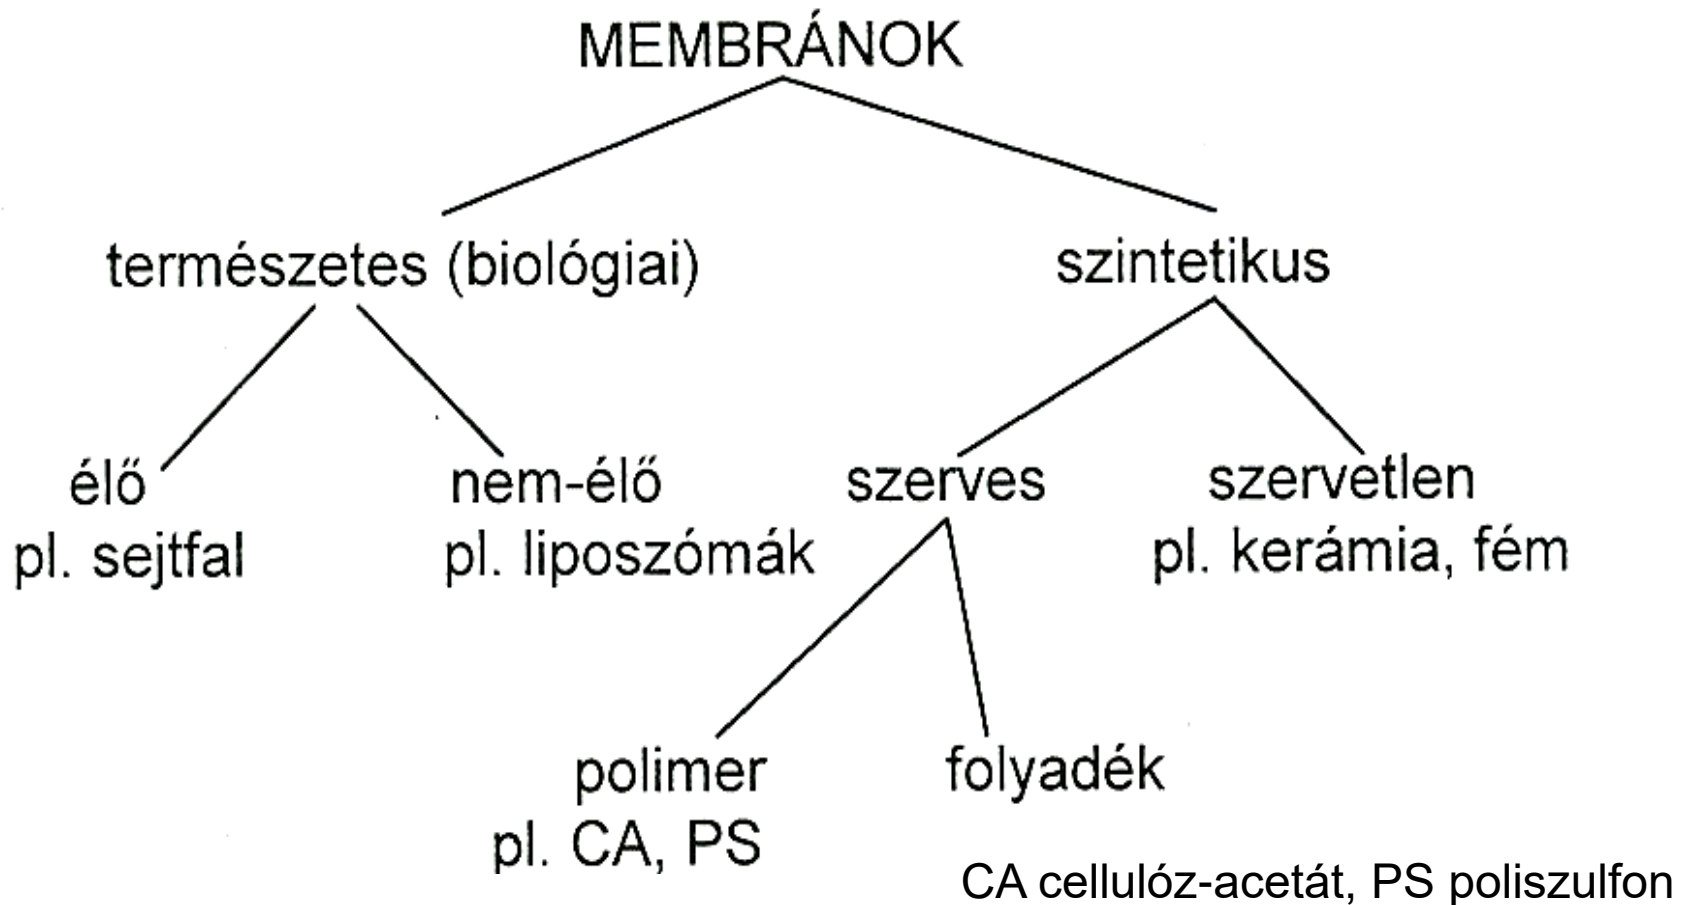 MEMBRÁNOK
természetes (biológiai)
szintetikus
élő
pl. sejtfal
nem-élő
pl. liposzómák
szerves
szervetlen
pl. kerámia, fém
polimer
pl. CA, PS
folyadék
CA cellulóz-acetát, PS poliszulfon